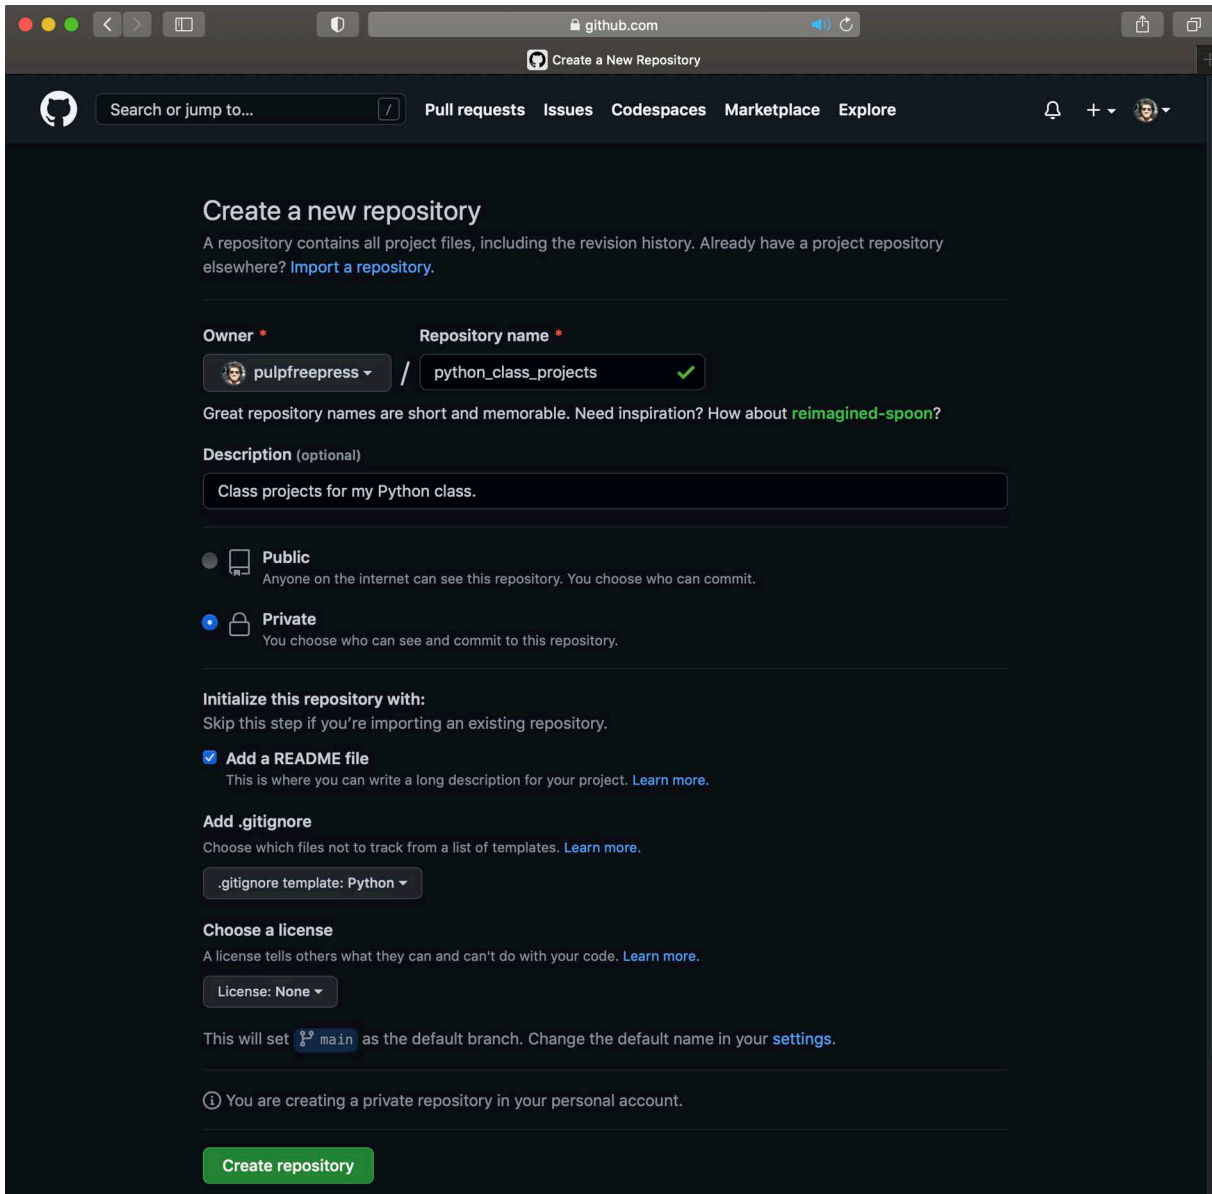 github.com
Create a New Repository
Search or jump to... /
Pull requests Issues Codespaces Marketplace Explore
Create a new repository
A repository contains all project files, including the revision history. Already have a project repository
elsewhere? Import a repository.
Owner * Repository name *
pulpfreepress / python_class_projects
Great repository names are short and memorable. Need inspiration? How about reimagined-spoon?
Description (optional)
Class projects for my Python class.
Public
Anyone on the internet can see this repository. You choose who can commit.
Private
You choose who can see and commit to this repository.
Initialize this repository with:
Skip this step if you’re importing an existing repository.
Add a README file
This is where you can write a long description for your project. Learn more.
Add .gitignore
Choose which files not to track from a list of templates. Learn more.
.gitignore template: Python
Choose a license
A license tells others what they can and can't do with your code. Learn more.
License: None
This will set main as the default branch. Change the default name in your settings.
You are creating a private repository in your personal account.
Create repository